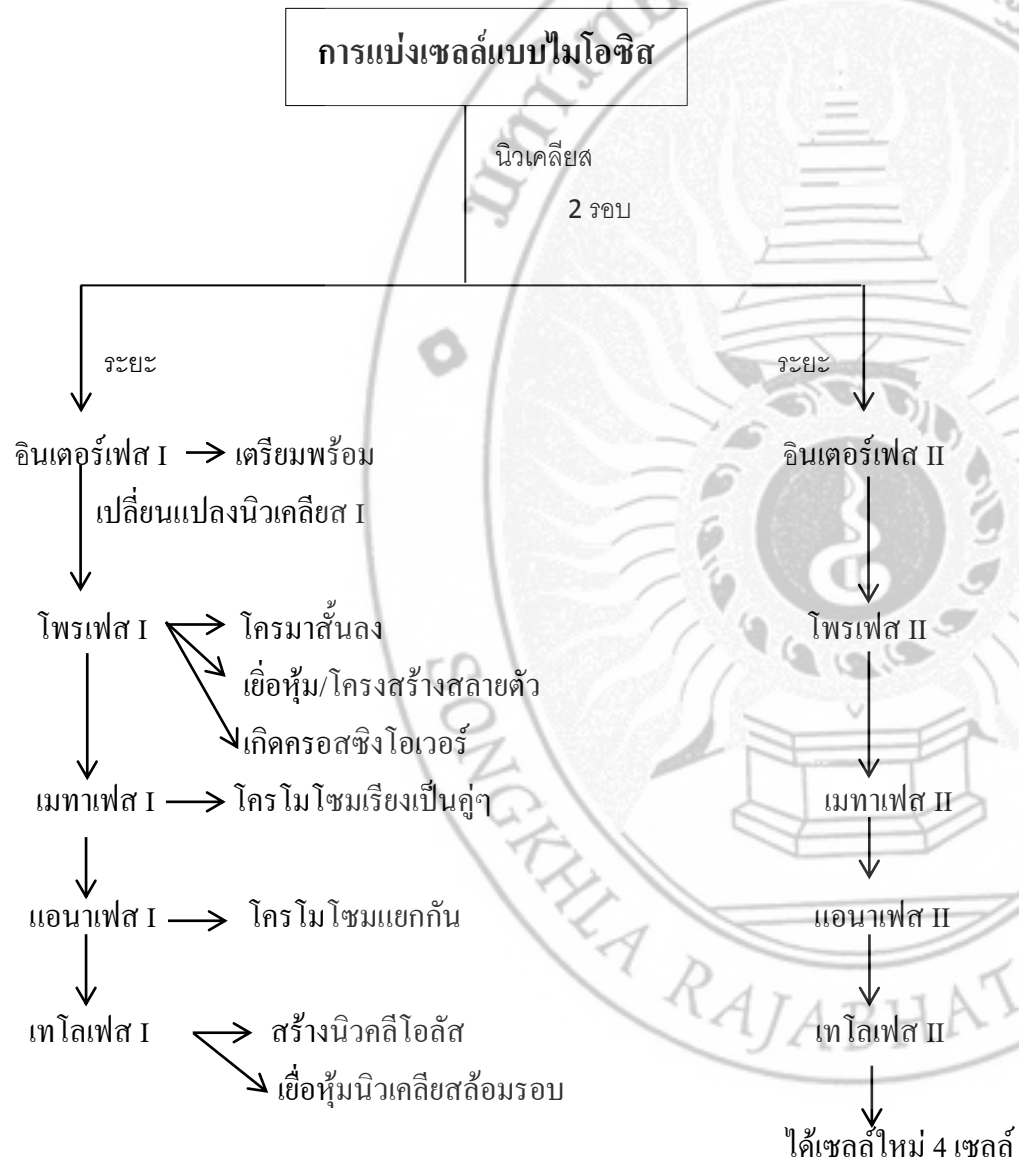 การแบ่งเซลล์แบบไมโอซิส
นิวเคลียส
2 รอบ
ระยะ
ระยะ
อินเตอร์เฟส I
เตรียมพร้อม
อินเตอร์เฟส II
เปลี่ยนแปลงนิวเคลียส I
โพรเฟส I
โครมาสั้นลง
โพรเฟส II
เยื่อหุ้ม/โครงสร้างสลายตัว
เกิดครอสซิงโอเวอร์
เมทาเฟส I
โครโมโซมเรียงเป็นคู่ๆ
เมทาเฟส II
แอนาเฟส I
โครโมโซมแยกกัน
แอนาเฟส II
เทโลเฟส I
สร้างนิวคลีโอลัส
เทโลเฟส II
เยื่อหุ้มนิวเคลียสล้อมรอบ
ได้เซลล์ใหม่ 4 เซลล์
SONGKHLA RAJABHAT